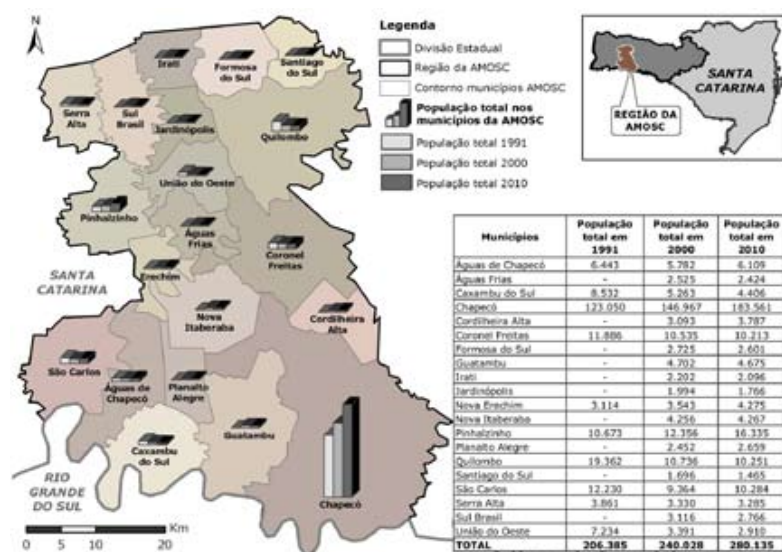 N
Legenda
Divisão Estadual
Região da AMOSC
Contorno municípios AMOSC
População total nos
municípios da AMOSC
População total 1991
População total 2000
População total 2010
SANTA
CATARINA
REGIÃO DA
AMOSC
Irati
Formosa
do Sul
Santiago
do Sul
Serra
Alta
Sul
Brasil
Jardinópolis
Quilombo
União do Oeste
Pinhalzinho
Águas
Frias
Coronel
Freitas
SANTA
CATARINA
Erechim
Nova
Itaberaba
Cordilheira
Alta
São Carlos
Águas de
Chapecó
Planalto
Alegre
Guatambu
Caxambu
do Sul
Chapecó
RIO
GRANDE
DO SUL
Km
0 5 10 20
Municípios População total em 1991 População total em 2000 População total em 2010
Águas de Chapecó 6.443 5.782 6.109
Águas Frias - 2.525 2.424
Caxambu do Sul 8.532 5.263 4.406
Chapecó 123.050 146.967 183.561
Cordilheira Alta - 3.093 3.787
Coronel Freitas 11.886 10.535 10.213
Formosa do Sul - 2.725 2.601
Guatambu - 4.702 4.675
Irati - 2.202 2.096
Jardinópolis - 1.994 1.766
Nova Erechim 3.114 3.543 4.275
Nova Itaberaba - 4.256 4.267
Pinhalzinho 10.673 12.356 16.335
Planalto Alegre - 2.452 2.659
Quilombo 19.362 10.736 10.251
Santiago do Sul - 1.696 1.465
São Carlos 12.230 9.364 10.284
Serra Alta 3.861 3.330 3.285
Sul Brasil - 3.116 2.766
União do Oeste 7.234 3.391 2.910
TOTAL 206.385 240.028 280.135